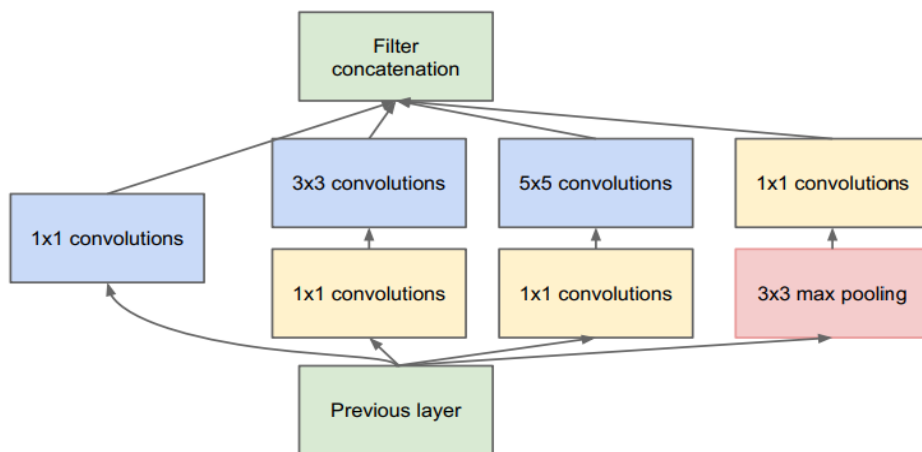 Filter
concatenation
3x3 convolutions
5x5 convolutions
1x1 convolutions
1x1 convolutions
1x1 convolutions
1x1 convolutions
3x3 max pooling
Previous layer